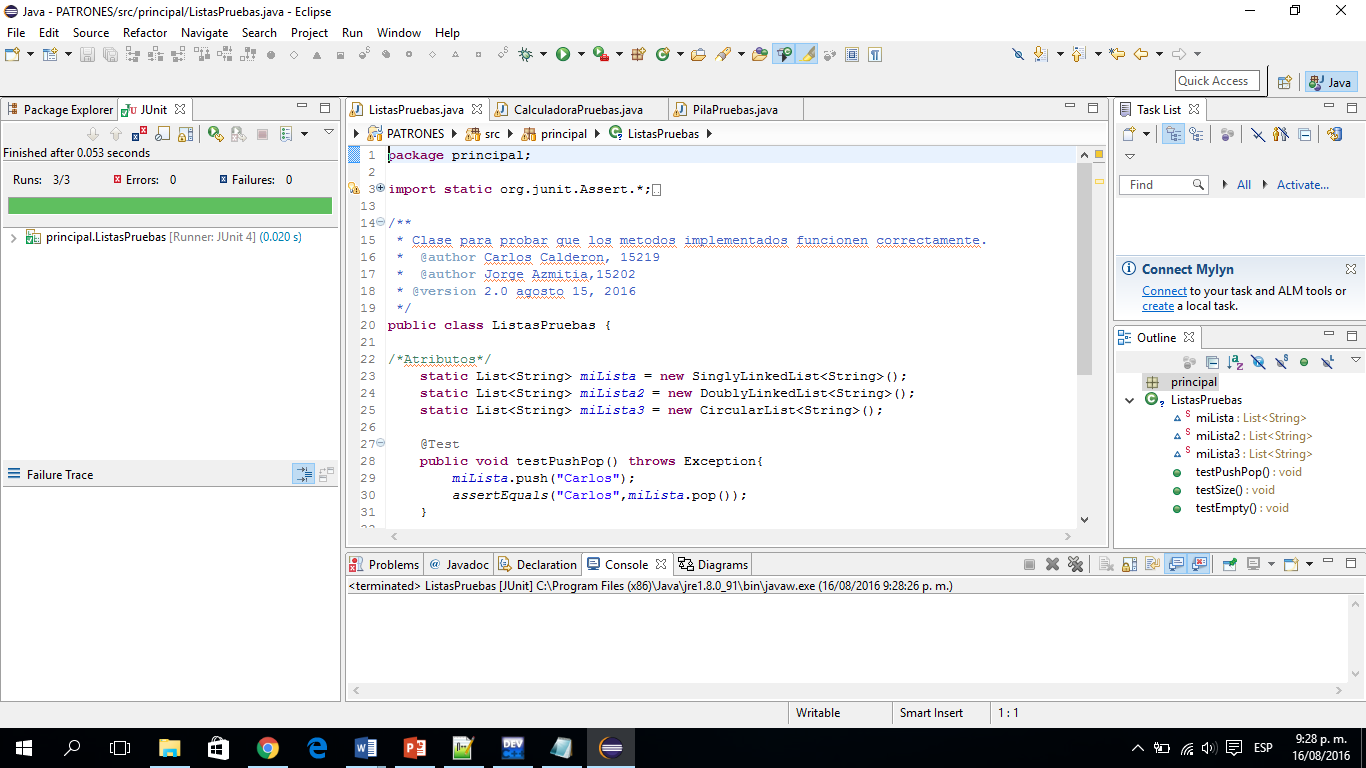 Java - PATRONES/src/principal/ListasPruebas.java - Eclipse
File Edit Source Refactor Navigate Search Project Run Window Help
Quick Access
Java
Package Explorer JUnit
Finished after 0.053 seconds
Runs: 3/3 Errors: 0 Failures: 0
principal.ListasPruebas [Runner: JUnit 4] (0.020 s)
Failure Trace
ListasPruebas.java CalculadoraPruebas.java PilaPruebas.java
PATRONES src principal ListasPruebas
1 package principal;
2
3 import static org.junit.Assert.*;
13
14 /**
15 * Clase para probar que los metodos implementados funcionen correctamente.
16 * @author Carlos Calderon, 15219
17 * @author Jorge Azmitia,15202
18 * @version 2.0 agosto 15, 2016
19 */
20 public class ListasPruebas {
21
22 /*Atributos*/
23 static List<String> miLista = new SinglyLinkedList<String>();
24 static List<String> miLista2 = new DoublyLinkedList<String>();
25 static List<String> miLista3 = new CircularList<String>();
26
27 @Test
28 public void testPushPop() throws Exception{
29 miLista.push("Carlos");
30 assertEquals("Carlos",miLista.pop());
31 }
Task List
Find All Activate...
Connect Mylyn
Connect to your task and ALM tools or
create a local task.
Outline
principal
ListasPruebas
miLista : List<String>
miLista2 : List<String>
miLista3 : List<String>
testPushPop() : void
testSize() : void
testEmpty() : void
Problems @ Javadoc Declaration Console Diagrams
<terminated> ListasPruebas [JUnit] C:\Program Files (x86)\Java\jre1.8.0_91\bin\javaw.exe (16/08/2016 9:28:26 p. m.)
Writable Smart Insert 1 : 1
ESP
9:28 p. m.
16/08/2016